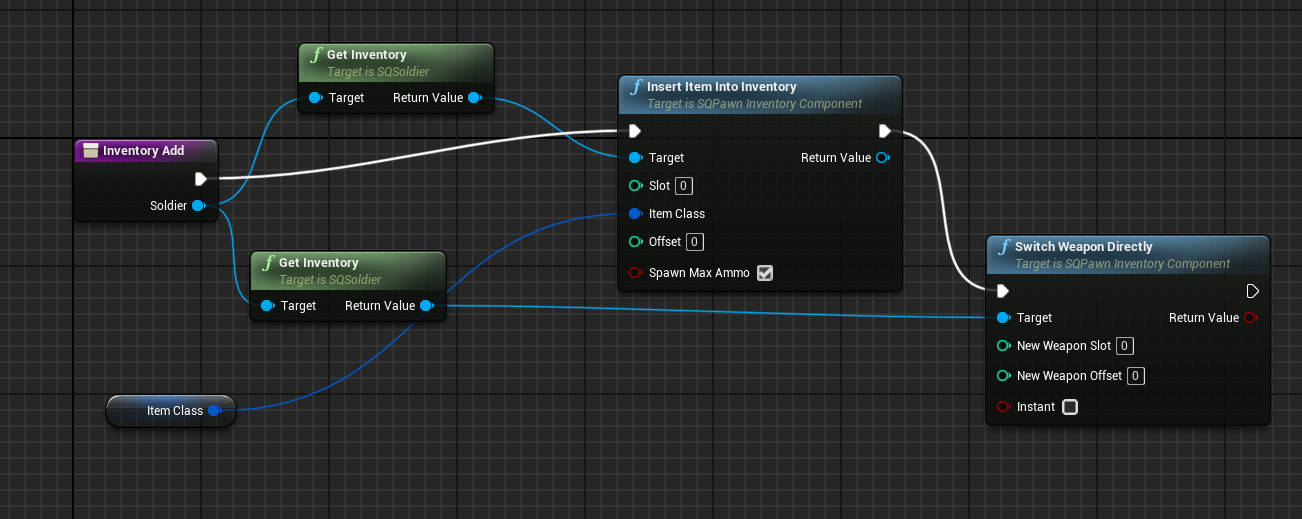 Get Inventory
Target is SQSoldier
Target Return Value
Insert Item Into Inventory
Target is SQPawn Inventory Component
Target Return Value
Slot 0
Item Class
Offset 0
Spawn Max Ammo
Inventory Add
Soldier
Get Inventory
Target is SQSoldier
Target Return Value
Switch Weapon Directly
Target is SQPawn Inventory Component
Target Return Value
New Weapon Slot 0
New Weapon Offset 0
Instant
Item Class